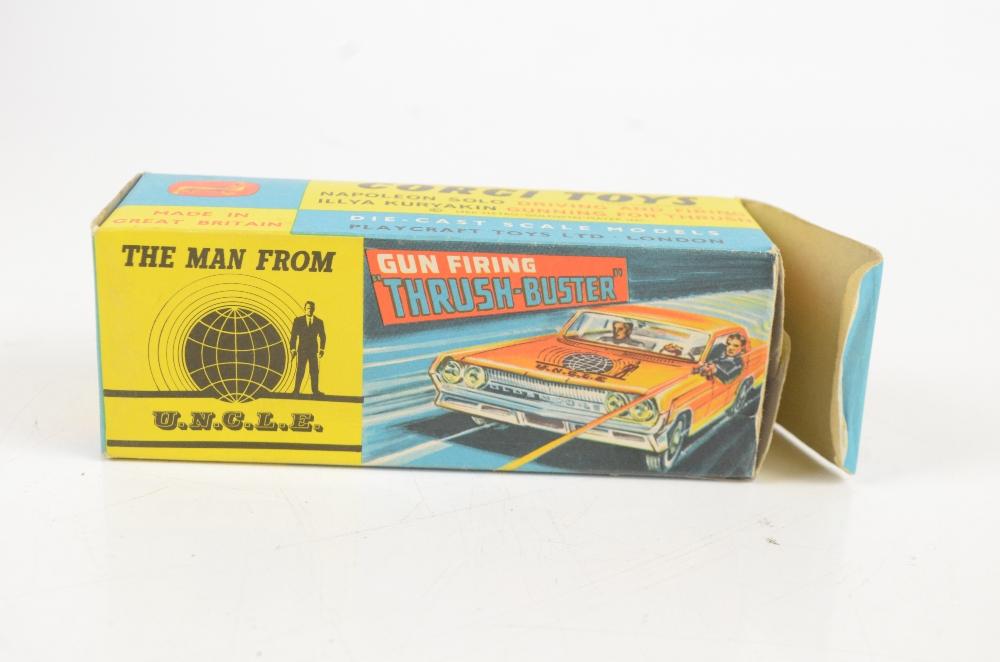 CORGI TOYS
NAPOLEON SOLO DRIVING AND FIRING
ILLYA KURYAKIN GUNNING FOR THRUSH
DIE-CAST SCALE MODELS
PLAYCRAFT TOYS LTD · LONDON
MADE IN
GREAT BRITAIN
THE MAN FROM
U.N.C.L.E.
GUN FIRING
"THRUSH-BUSTER"
U.N.C.L.E
OLDSMOBILE